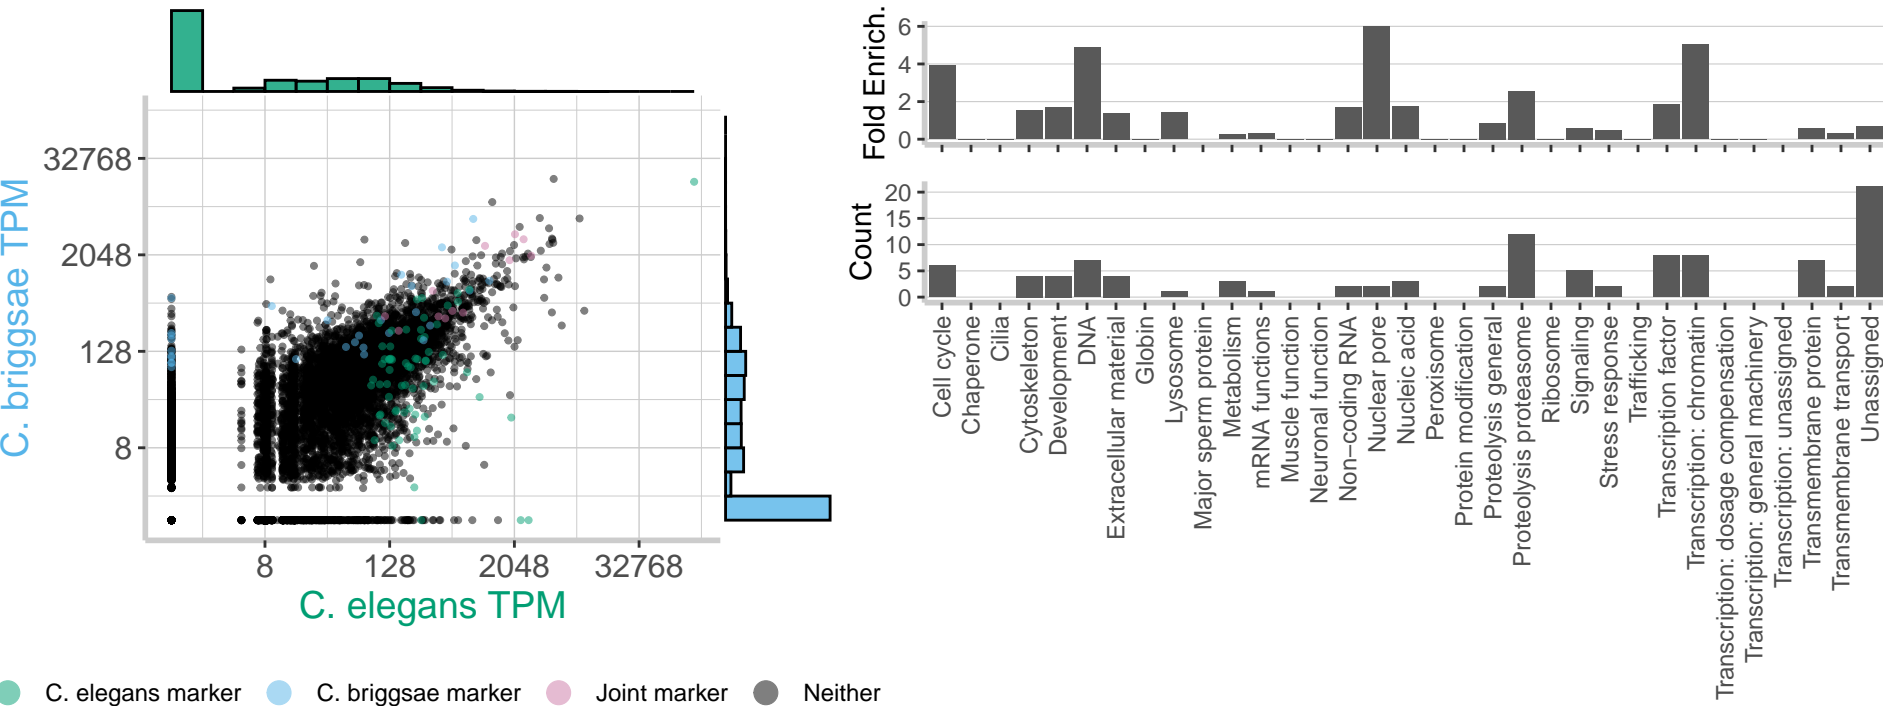 C. briggsae TPM
32768
2048
128
8
8
128
2048
32768
C. elegans TPM
C. elegans marker
C. briggsae marker
Joint marker
Neither
Fold Enrich.
6
4
2
0
Count
20
15
10
5
0
Cell cycle
Chaperone
Cilia
Cytoskeleton
Development
DNA
Extracellular material
Globin
Lysosome
Major sperm protein
Metabolism
mRNA functions
Muscle function
Neuronal function
Non−coding RNA
Nuclear pore
Nucleic acid
Peroxisome
Protein modification
Proteolysis general
Proteolysis proteasome
Ribosome
Signaling
Stress response
Trafficking
Transcription factor
Transcription: chromatin
Transcription: dosage compensation
Transcription: general machinery
Transcription: unassigned
Transmembrane protein
Transmembrane transport
Unassigned